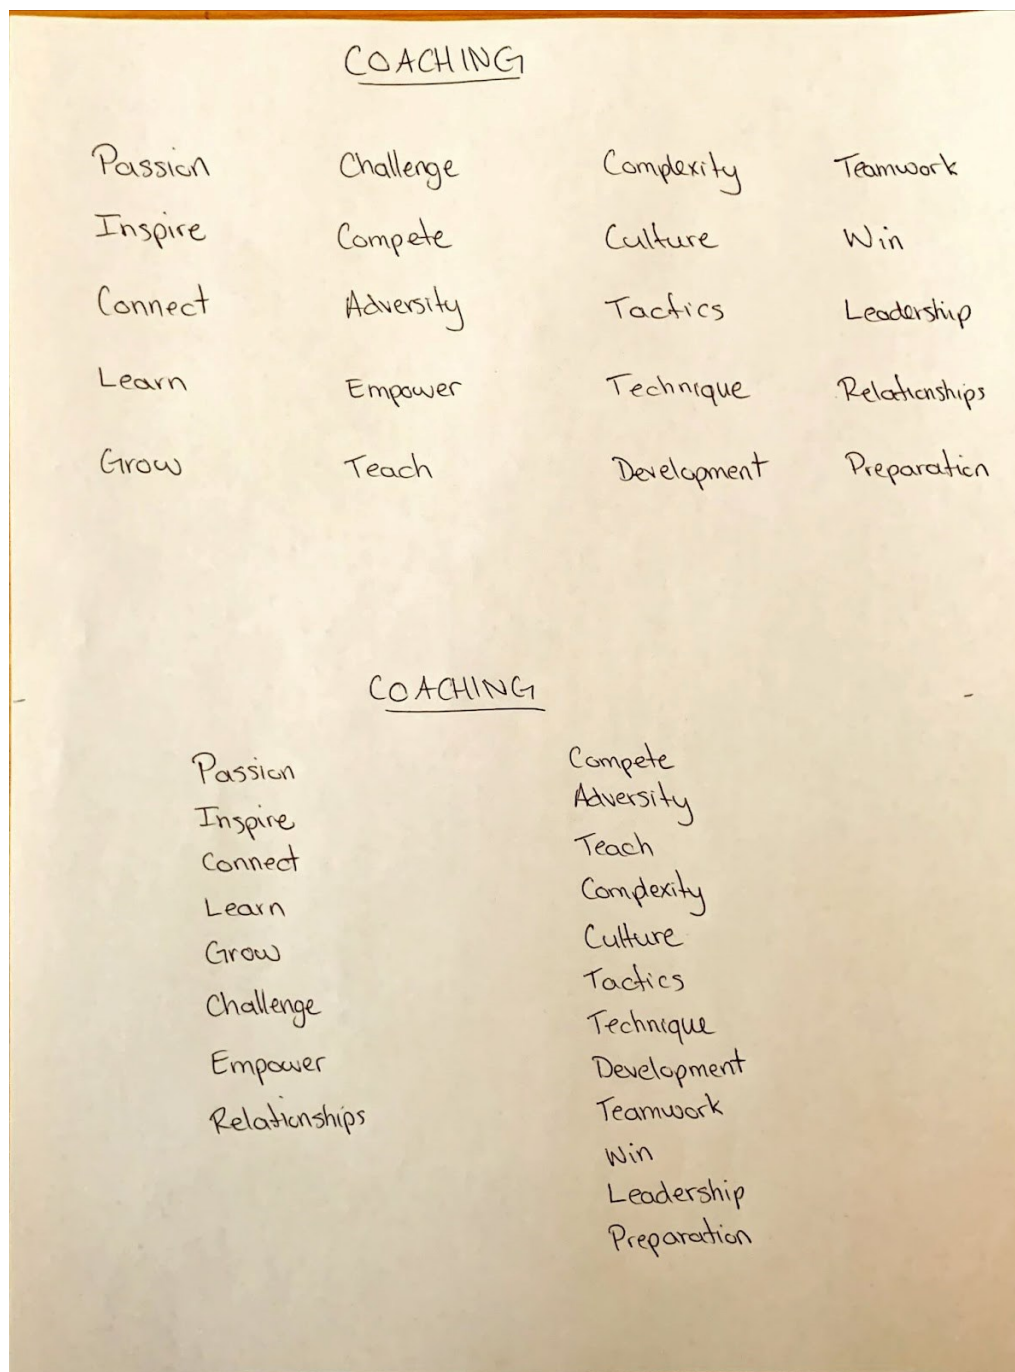 COACHING
Passion Challenge Complexity Teamwork
Inspire Compete Culture Win
Connect Adversity Tactics Leadership
Learn Empower Technique Relationships
Grow Teach Development Preparation
COACHING
Passion
Inspire
Connect
Learn
Grow
Challenge
Empower
Relationships
Compete
Adversity
Teach
Complexity
Culture
Tactics
Technique
Development
Teamwork
Win
Leadership
Preparation